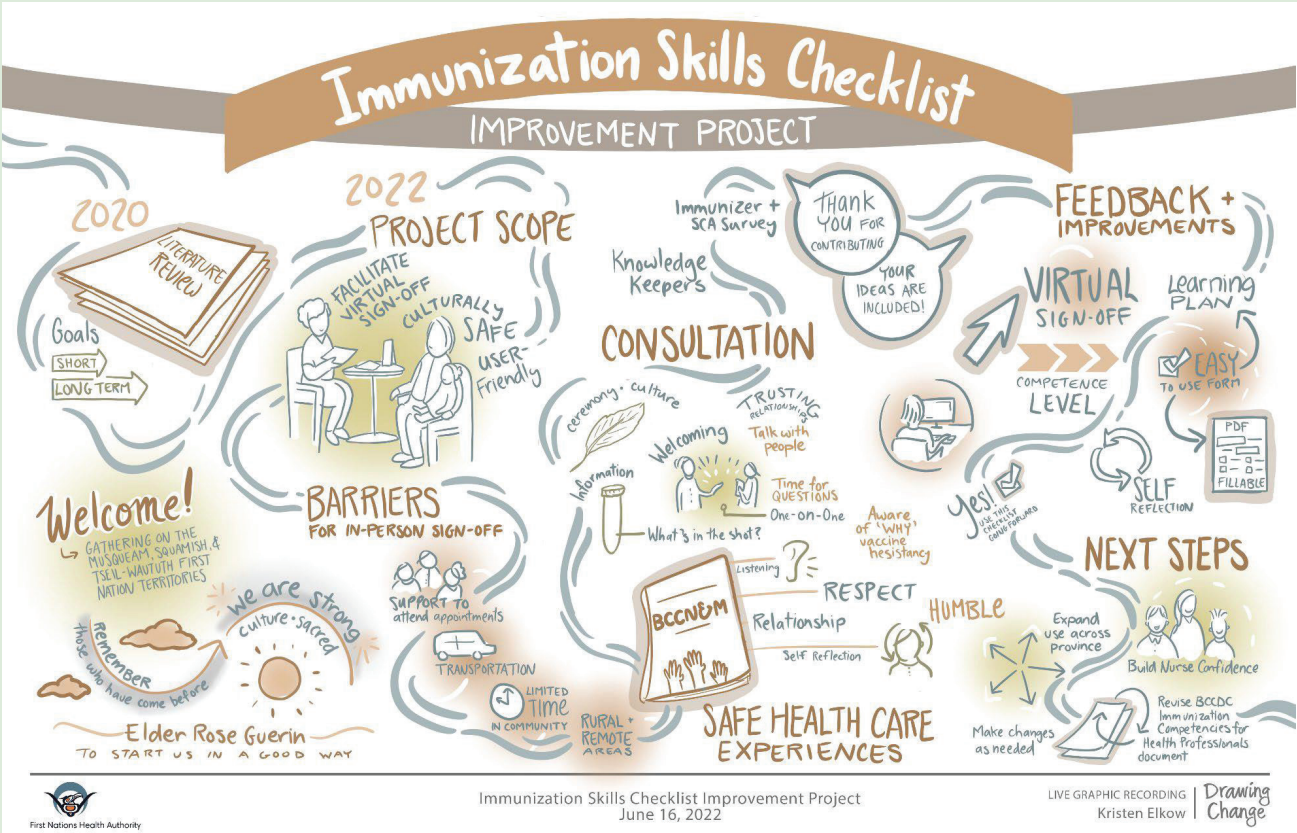 Immunization Skills Checklist
IMPROVEMENT PROJECT
2020
LITERATURE
REVIEW
Goals
SHORT
LONG TERM
Welcome!
GATHERING ON THE
MUSQUEAM, SQUAMISH, &
TSEIL-WAUTUTH FIRST
NATION TERRITORIES
REMEMBER
those who have come before
We are strong
culture · sacred
Elder Rose Guerin
TO START US IN A GOOD WAY
2022
PROJECT SCOPE
FACILITATE
VIRTUAL
SIGN-OFF
CULTURALLY
SAFE
USER-
Friendly
BARRIERS
FOR IN-PERSON SIGN-OFF
SUPPORT TO
attend appointments
TRANSPORTATION
LIMITED
TIME
IN COMMUNITY
RURAL +
REMOTE
AREAS
Immunizer +
SCA Survey
Knowledge
Keepers
THANK
YOU FOR
CONTRIBUTING
YOUR
IDEAS ARE
INCLUDED!
CONSULTATION
ceremony · culture
Information
Welcoming
TRUSTING
RELATIONSHIPS
Talk with
people
Time for
QUESTIONS
One-on-One
What's in the shot?
Aware
of 'WHY'
vaccine
hesistancy
BCCNE&M
Listening
RESPECT
Relationship
HUMBLE
Self Reflection
SAFE HEALTH CARE
EXPERIENCES
FEEDBACK +
IMPROVEMENTS
VIRTUAL
SIGN-OFF
COMPETENCE
LEVEL
Learning
PLAN
EASY
TO USE FORM
PDF
FILLABLE
SELF
REFLECTION
Yes!
USE THIS
CHECKLIST
GOING FORWARD
NEXT STEPS
Expand
use across
province
Build Nurse Confidence
Make changes
as needed
Revise BCCDC
Immunization
Competencies for
Health Professionals
document
First Nations Health Authority
Immunization Skills Checklist Improvement Project
June 16, 2022
LIVE GRAPHIC RECORDING
Kristen Elkow
Drawing
Change